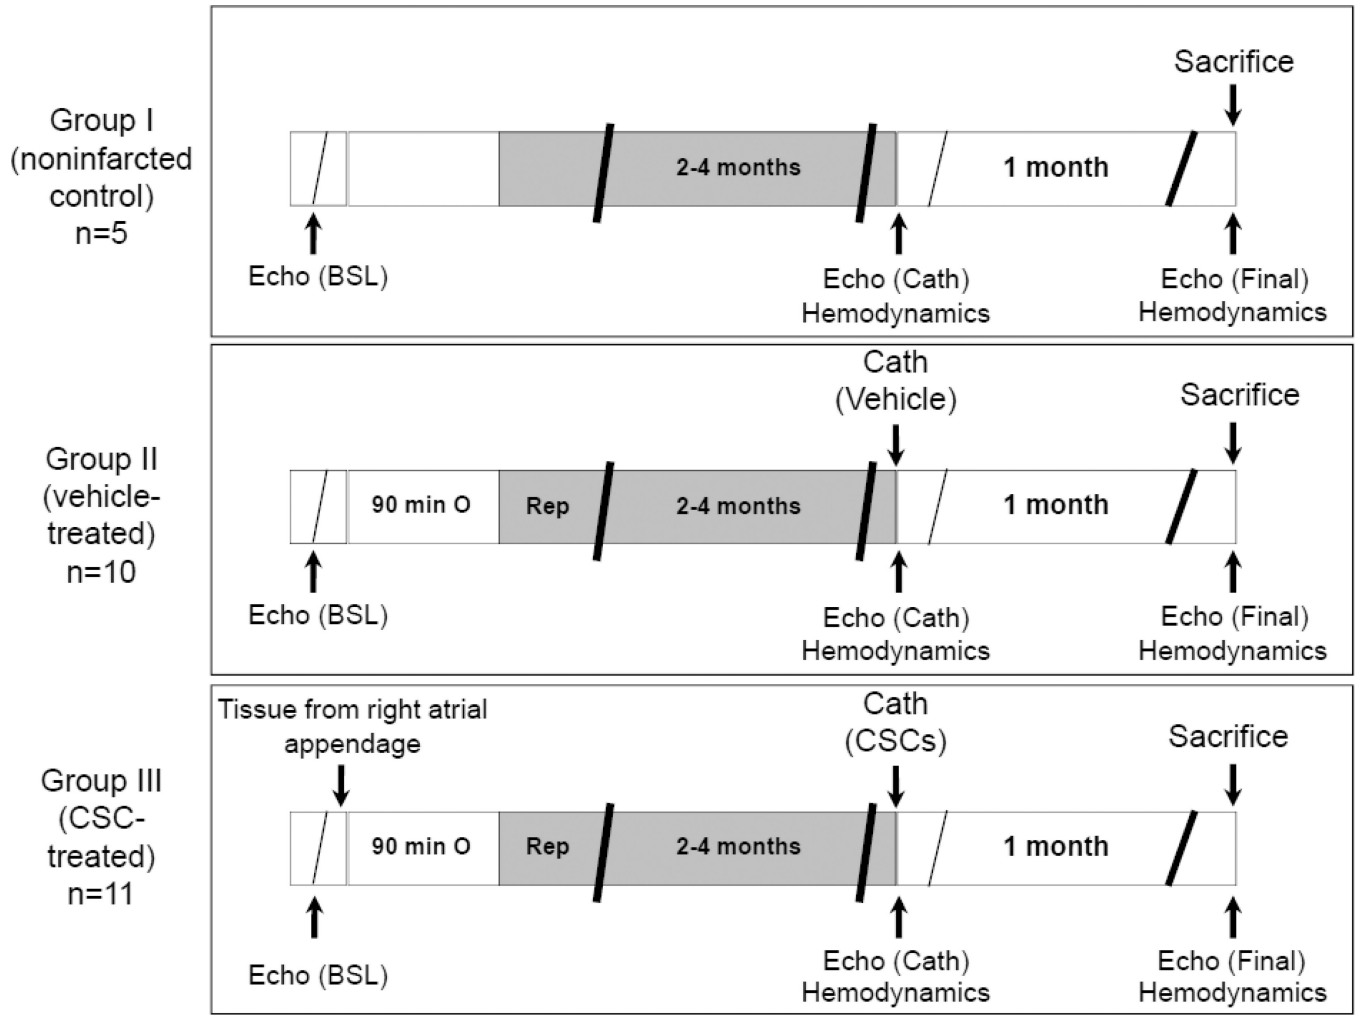 Group I
(noninfarcted
control)
n=5
Sacrifice
2-4 months
1 month
Echo (BSL)
Echo (Cath)
Hemodynamics
Echo (Final)
Hemodynamics
Group II
(vehicle-
treated)
n=10
Cath
(Vehicle)
Sacrifice
90 min O
Rep
2-4 months
1 month
Echo (BSL)
Echo (Cath)
Hemodynamics
Echo (Final)
Hemodynamics
Group III
(CSC-
treated)
n=11
Tissue from right atrial
appendage
Cath
(CSCs)
Sacrifice
90 min O
Rep
2-4 months
1 month
Echo (BSL)
Echo (Cath)
Hemodynamics
Echo (Final)
Hemodynamics